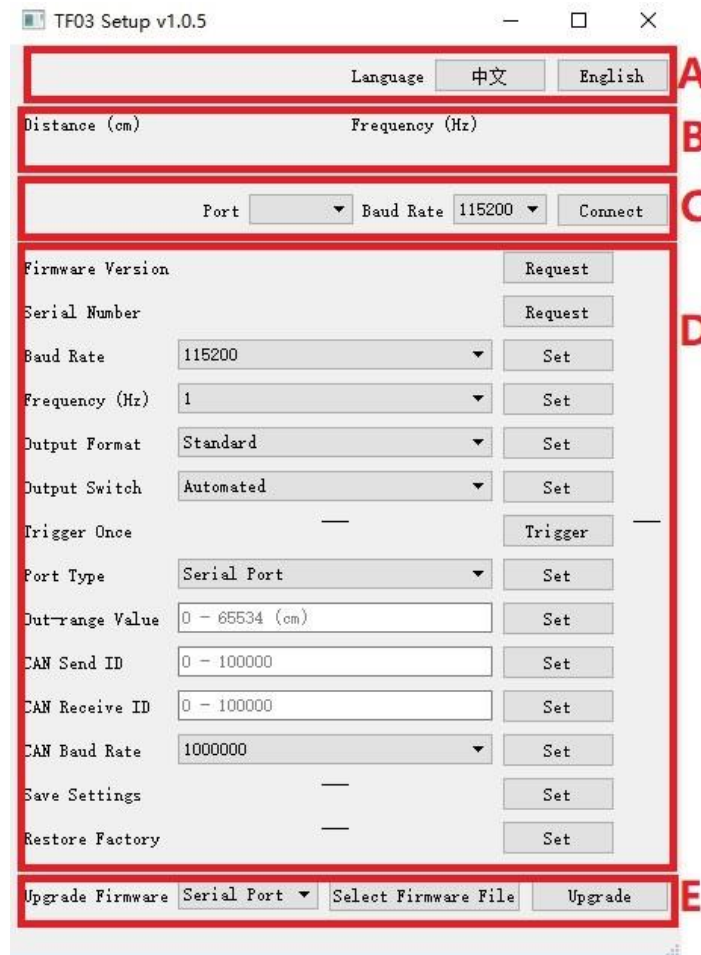 TF03 Setup v1.0.5
Language 中文 English A
Distance (cm) Frequency (Hz) B
Port Baud Rate 115200 Connect C
Firmware Version Request
Serial Number Request D
Baud Rate 115200 Set
Frequency (Hz) 1 Set
Output Format Standard Set
Output Switch Automated Set
Trigger Once — Trigger —
Port Type Serial Port Set
Out-range Value 0 - 65534 (cm) Set
CAN Send ID 0 - 100000 Set
CAN Receive ID 0 - 100000 Set
CAN Baud Rate 1000000 Set
Save Settings — Set
Restore Factory — Set
Upgrade Firmware Serial Port Select Firmware File Upgrade E